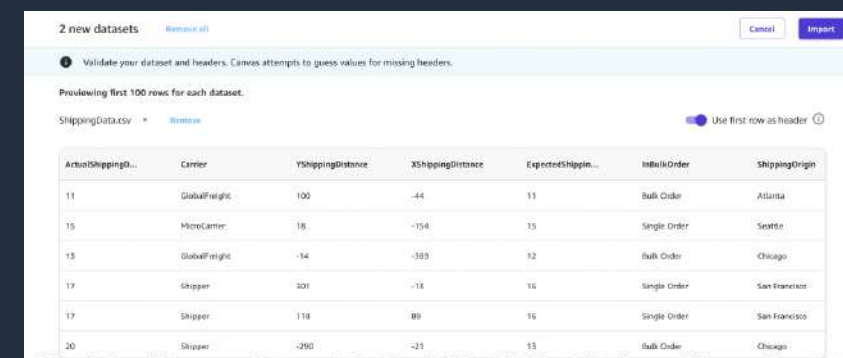 2 new datasets Remove all Cancel Import
Validate your dataset and headers. Canvas attempts to guess values for missing headers.
Previewing first 100 rows for each dataset.
ShippingData.csv Remove Use first row as header
ActualShippingD... Carrier YShippingDistance XShippingDistance ExpectedShippin... InBulkOrder ShippingOrigin
11 GlobalFreight 100 -44 11 Bulk Order Atlanta
15 MicroCarrier 18 -154 15 Single Order Seattle
13 GlobalFreight -14 -389 12 Bulk Order Chicago
17 Shipper 301 -18 16 Single Order San Francisco
17 Shipper 118 89 16 Single Order San Francisco
20 Shipper -290 -21 13 Bulk Order Chicago